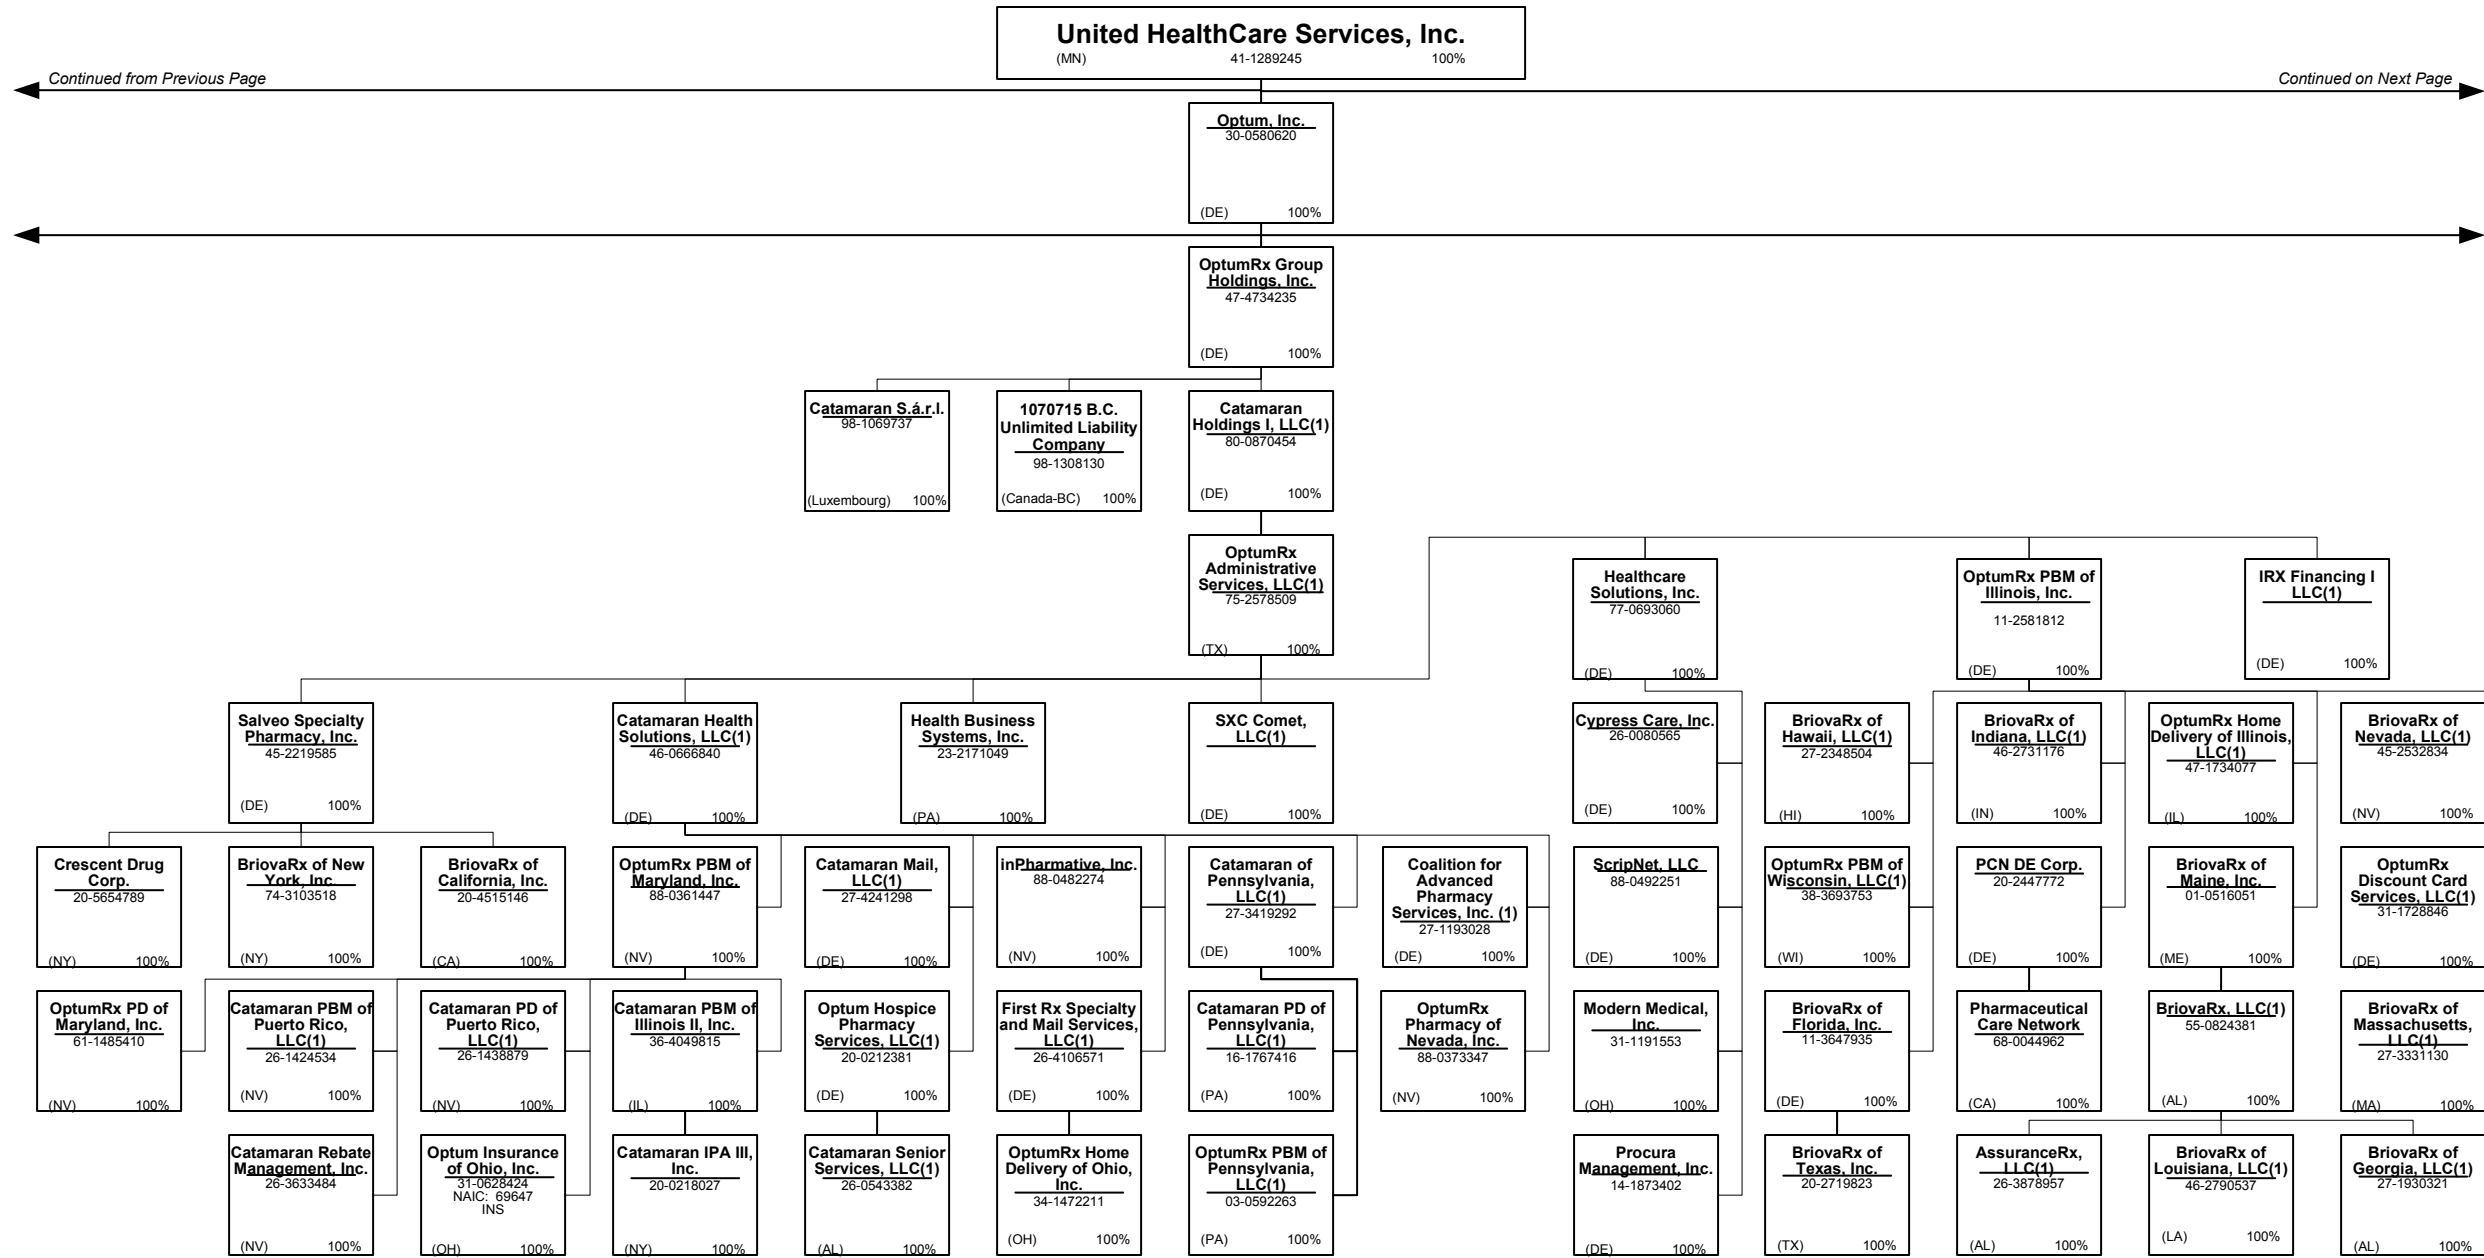 United HealthCare Services, Inc.
(MN) 41-1289245 100%
Continued from Previous Page
Continued on Next Page
Optum, Inc.
30-0580620
(DE) 100%
OptumRx Group
Holdings, Inc.
47-4734235
(DE) 100%
Catamaran S.á.r.l.
98-1069737
(Luxembourg) 100%
1070715 B.C.
Unlimited Liability
Company
98-1308130
(Canada-BC) 100%
Catamaran
Holdings I, LLC(1)
80-0870454
(DE) 100%
OptumRx
Administrative
Services, LLC(1)
75-2578509
(TX) 100%
Healthcare
Solutions, Inc.
77-0693060
(DE) 100%
OptumRx PBM of
Illinois, Inc.
11-2581812
(DE) 100%
IRX Financing I
LLC(1)
(DE) 100%
Salveo Specialty
Pharmacy, Inc.
45-2219585
(DE) 100%
Catamaran Health
Solutions, LLC(1)
46-0666840
(DE) 100%
Health Business
Systems, Inc.
23-2171049
(PA) 100%
SXC Comet,
LLC(1)
(DE) 100%
Cypress Care, Inc.
26-0080565
(DE) 100%
BriovaRx of
Hawaii, LLC(1)
27-2348504
(HI) 100%
BriovaRx of
Indiana, LLC(1)
46-2731176
(IN) 100%
OptumRx Home
Delivery of Illinois,
LLC(1)
47-1734077
(IL) 100%
BriovaRx of
Nevada, LLC(1)
45-2532834
(NV) 100%
Crescent Drug
Corp.
20-5654789
(NY) 100%
BriovaRx of New
York, Inc.
74-3103518
(NY) 100%
BriovaRx of
California, Inc.
20-4515146
(CA) 100%
OptumRx PBM of
Maryland, Inc.
88-0361447
(NV) 100%
Catamaran Mail,
LLC(1)
27-4241298
(DE) 100%
inPharmative, Inc.
88-0482274
(NV) 100%
Catamaran of
Pennsylvania,
LLC(1)
27-3419292
(DE) 100%
Coalition for
Advanced
Pharmacy
Services, Inc. (1)
27-1193028
(DE) 100%
ScripNet, LLC
88-0492251
(DE) 100%
OptumRx PBM of
Wisconsin, LLC(1)
38-3693753
(WI) 100%
PCN DE Corp.
20-2447772
(DE) 100%
BriovaRx of
Maine, Inc.
01-0516051
(ME) 100%
OptumRx
Discount Card
Services, LLC(1)
31-1728846
(DE) 100%
OptumRx PD of
Maryland, Inc.
61-1485410
(NV) 100%
Catamaran PBM of
Puerto Rico,
LLC(1)
26-1424534
(NV) 100%
Catamaran PD of
Puerto Rico,
LLC(1)
26-1438879
(NV) 100%
Catamaran PBM of
Illinois II, Inc.
36-4049815
(IL) 100%
Optum Hospice
Pharmacy
Services, LLC(1)
20-0212381
(DE) 100%
First Rx Specialty
and Mail Services,
LLC(1)
26-4106571
(DE) 100%
Catamaran PD of
Pennsylvania,
LLC(1)
16-1767416
(PA) 100%
OptumRx
Pharmacy of
Nevada, Inc.
88-0373347
(NV) 100%
Modern Medical,
Inc.
31-1191553
(OH) 100%
BriovaRx of
Florida, Inc.
11-3647935
(DE) 100%
Pharmaceutical
Care Network
68-0044962
(CA) 100%
BriovaRx, LLC(1)
55-0824381
(AL) 100%
BriovaRx of
Massachusetts,
LLC(1)
27-3331130
(MA) 100%
Catamaran Rebate
Management, Inc.
26-3633484
(NV) 100%
Optum Insurance
of Ohio, Inc.
31-0628424
NAIC: 69647
INS
(OH) 100%
Catamaran IPA III,
Inc.
20-0218027
(NY) 100%
Catamaran Senior
Services, LLC(1)
26-0543382
(AL) 100%
OptumRx Home
Delivery of Ohio,
Inc.
34-1472211
(OH) 100%
OptumRx PBM of
Pennsylvania,
LLC(1)
03-0592263
(PA) 100%
Procura
Management, Inc.
14-1873402
(DE) 100%
BriovaRx of
Texas, Inc.
20-2719823
(TX) 100%
AssuranceRx,
LLC(1)
26-3878957
(AL) 100%
BriovaRx of
Louisiana, LLC(1)
46-2790537
(LA) 100%
BriovaRx of
Georgia, LLC(1)
27-1930321
(AL) 100%